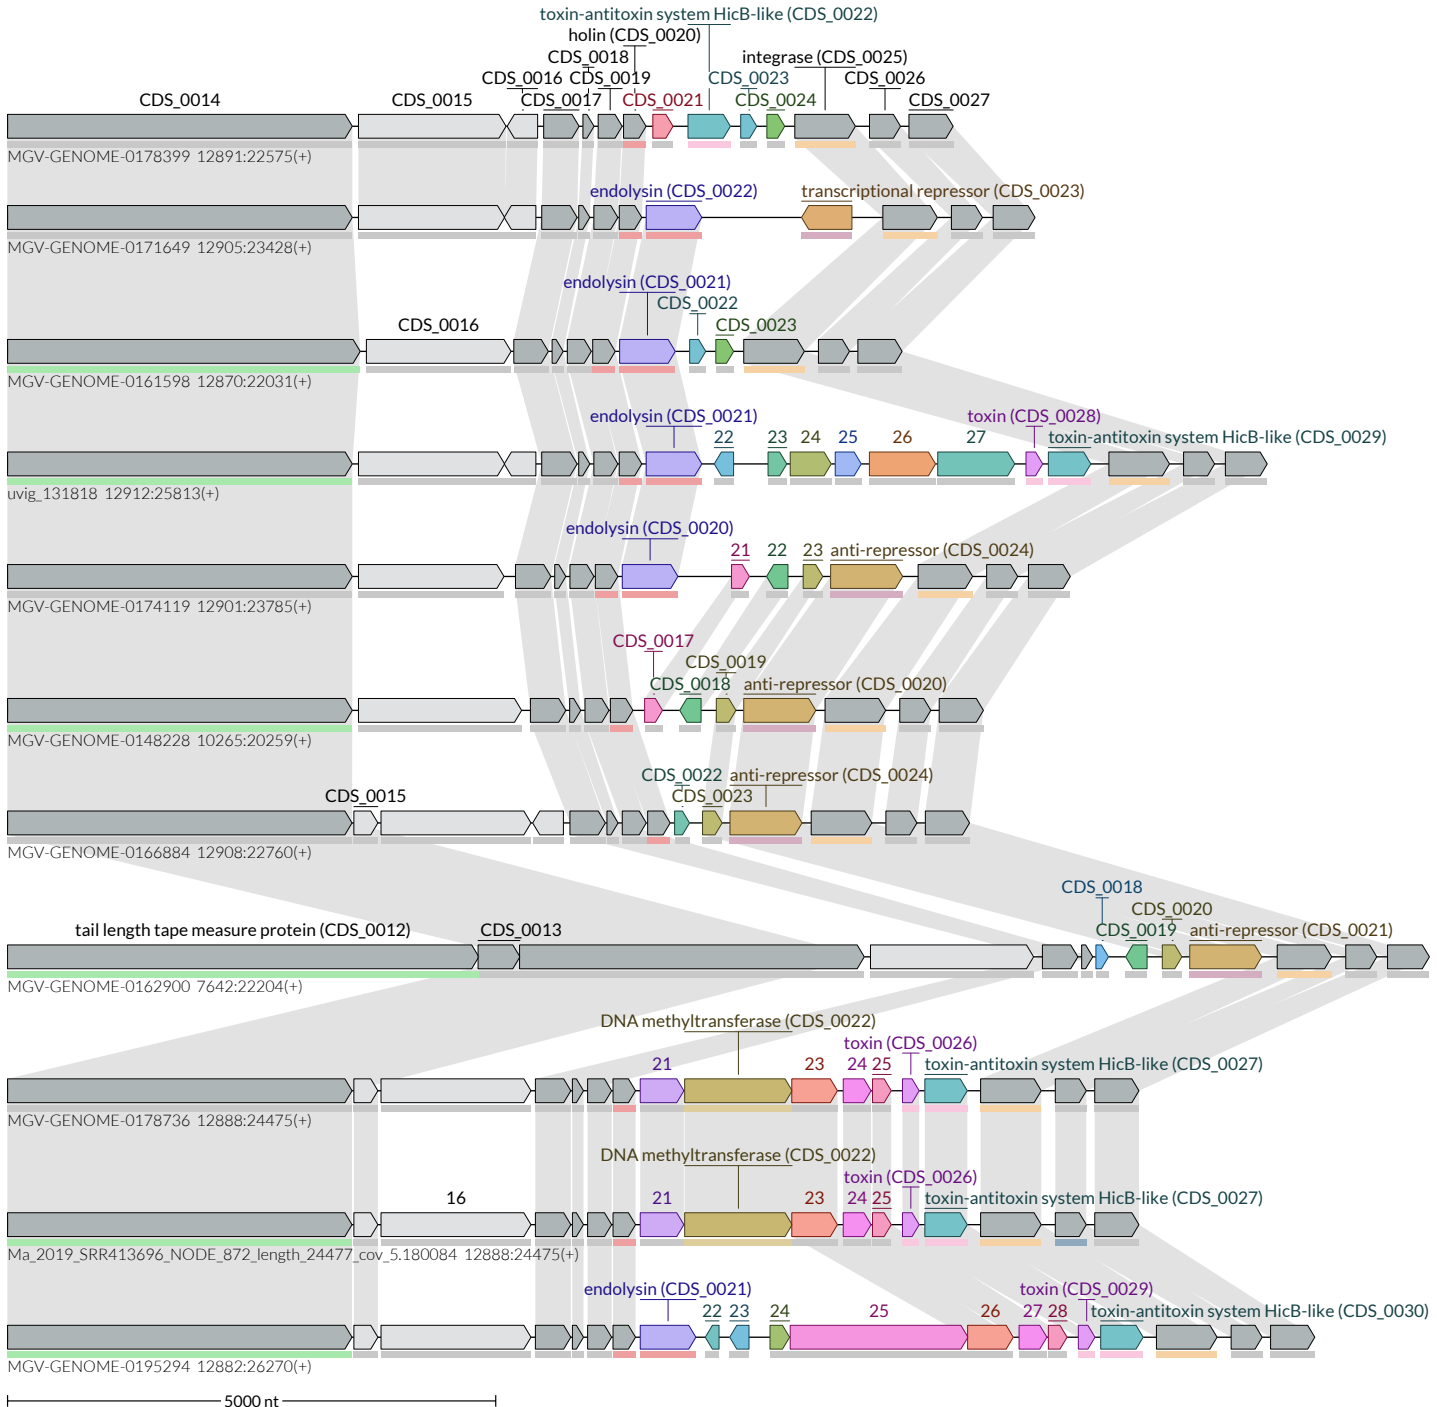 toxin-antitoxin system HicB-like (CDS_0022)
holin (CDS_0020)
CDS_0018 integrase (CDS_0025)
CDS_0016 CDS_0019 CDS_0023 CDS_0026
CDS_0014 CDS_0015 CDS_0017 CDS_0021 CDS_0024 CDS_0027
MGV-GENOME-0178399 12891:22575(+)
endolysin (CDS_0022) transcriptional repressor (CDS_0023)
MGV-GENOME-0171649 12905:23428(+)
endolysin (CDS_0021)
CDS_0022
CDS_0016 CDS_0023
MGV-GENOME-0161598 12870:22031(+)
endolysin (CDS_0021) toxin (CDS_0028)
22 23 24 25 26 27 toxin-antitoxin system HicB-like (CDS_0029)
uvig_131818 12912:25813(+)
endolysin (CDS_0020)
21 22 23 anti-repressor (CDS_0024)
MGV-GENOME-0174119 12901:23785(+)
CDS_0017
CDS_0019
CDS_0018 anti-repressor (CDS_0020)
MGV-GENOME-0148228 10265:20259(+)
CDS_0022 anti-repressor (CDS_0024)
CDS_0015 CDS_0023
MGV-GENOME-0166884 12908:22760(+)
CDS_0018
CDS_0020
tail length tape measure protein (CDS_0012) CDS_0013 CDS_0019 anti-repressor (CDS_0021)
MGV-GENOME-0162900 7642:22204(+)
DNA methyltransferase (CDS_0022)
toxin (CDS_0026)
21 23 24 25 toxin-antitoxin system HicB-like (CDS_0027)
MGV-GENOME-0178736 12888:24475(+)
DNA methyltransferase (CDS_0022)
toxin (CDS_0026)
16 21 23 24 25 toxin-antitoxin system HicB-like (CDS_0027)
Ma_2019_SRR413696_NODE_872_length_24477_cov_5.180084 12888:24475(+)
endolysin (CDS_0021) toxin (CDS_0029)
22 23 24 25 26 27 28 toxin-antitoxin system HicB-like (CDS_0030)
MGV-GENOME-0195294 12882:26270(+)
5000 nt